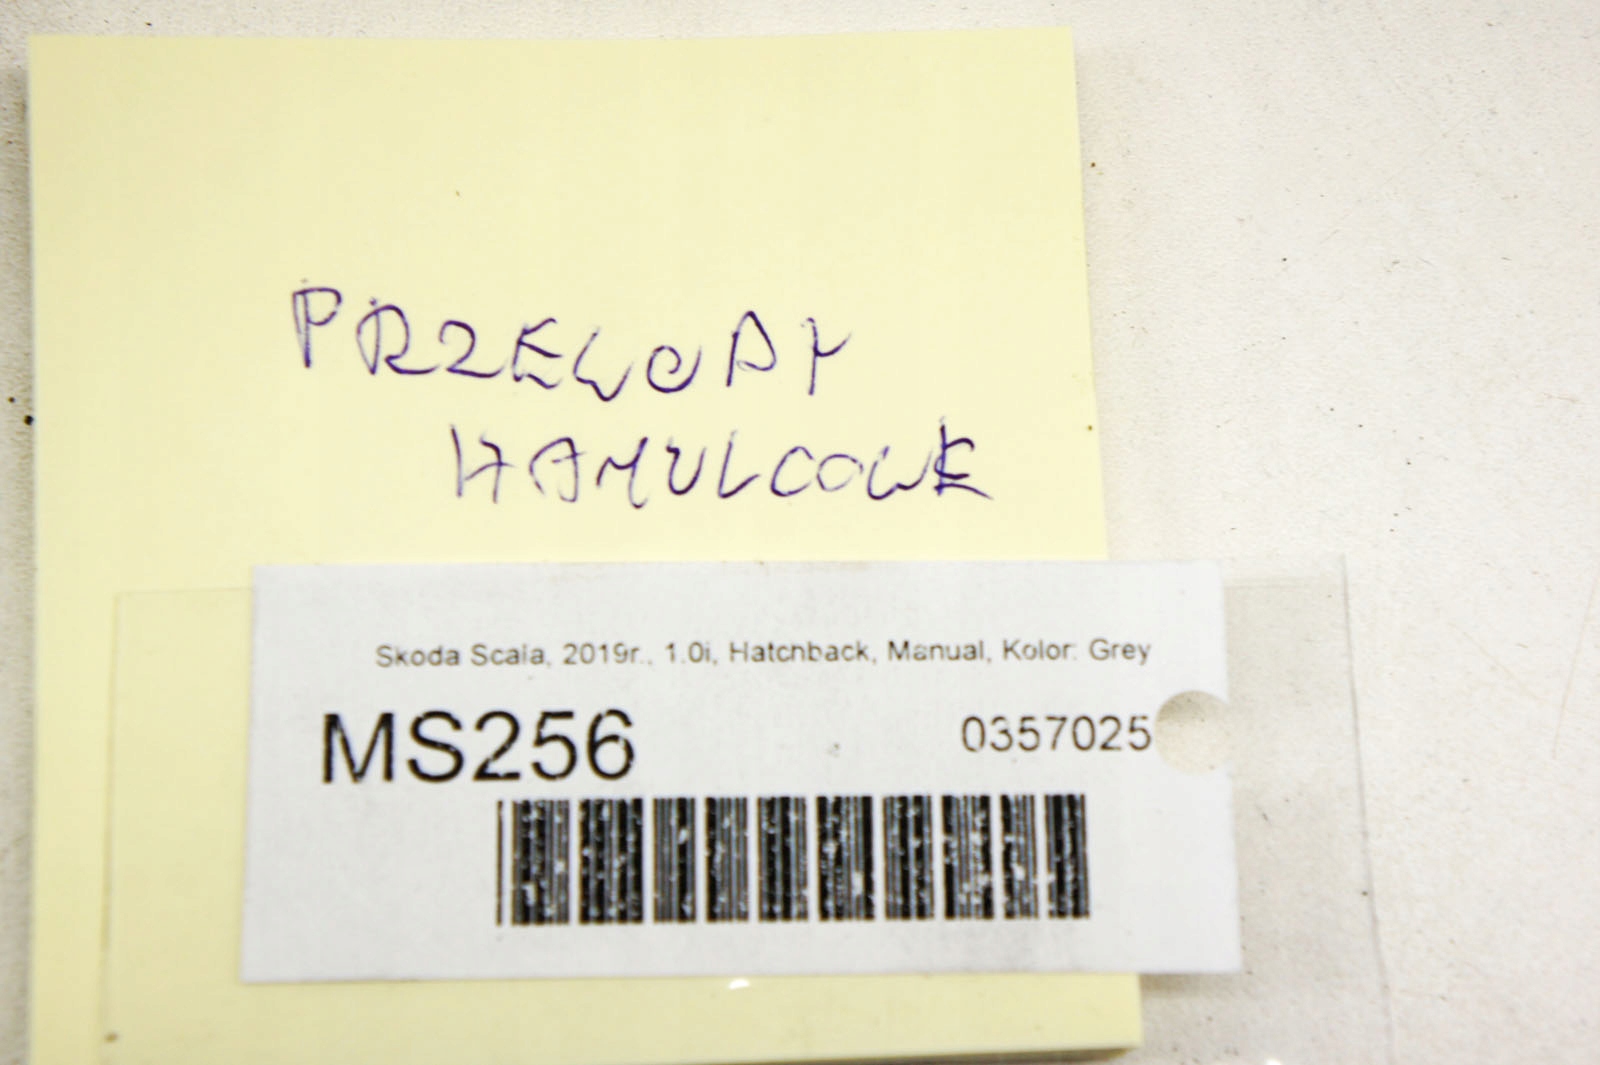 PRZEWODY
HAMULCOWE
Skoda Scala, 2019r., 1.0i, Hatchback, Manual, Kolor: Grey
MS256
0357025